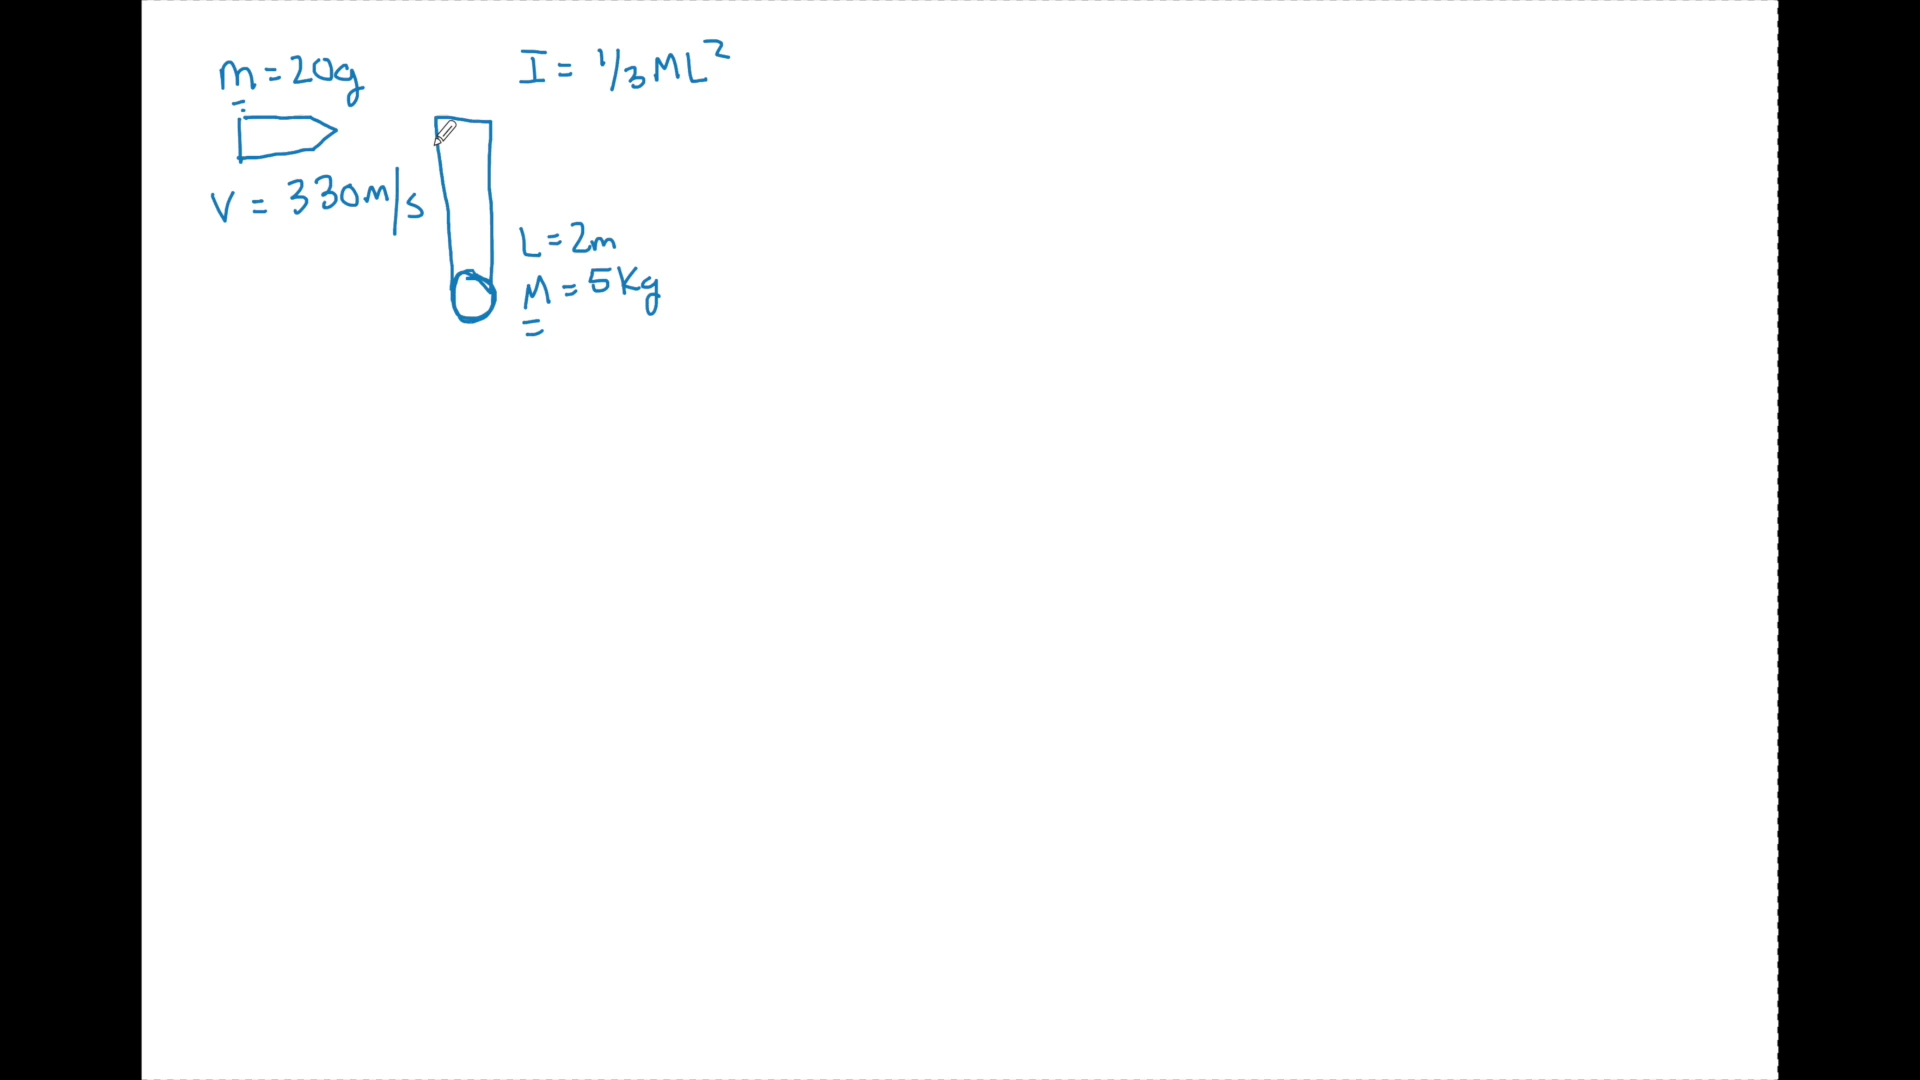 m = 20g
I = 1/3 ML²
V = 330m/s
L = 2m
M = 5Kg